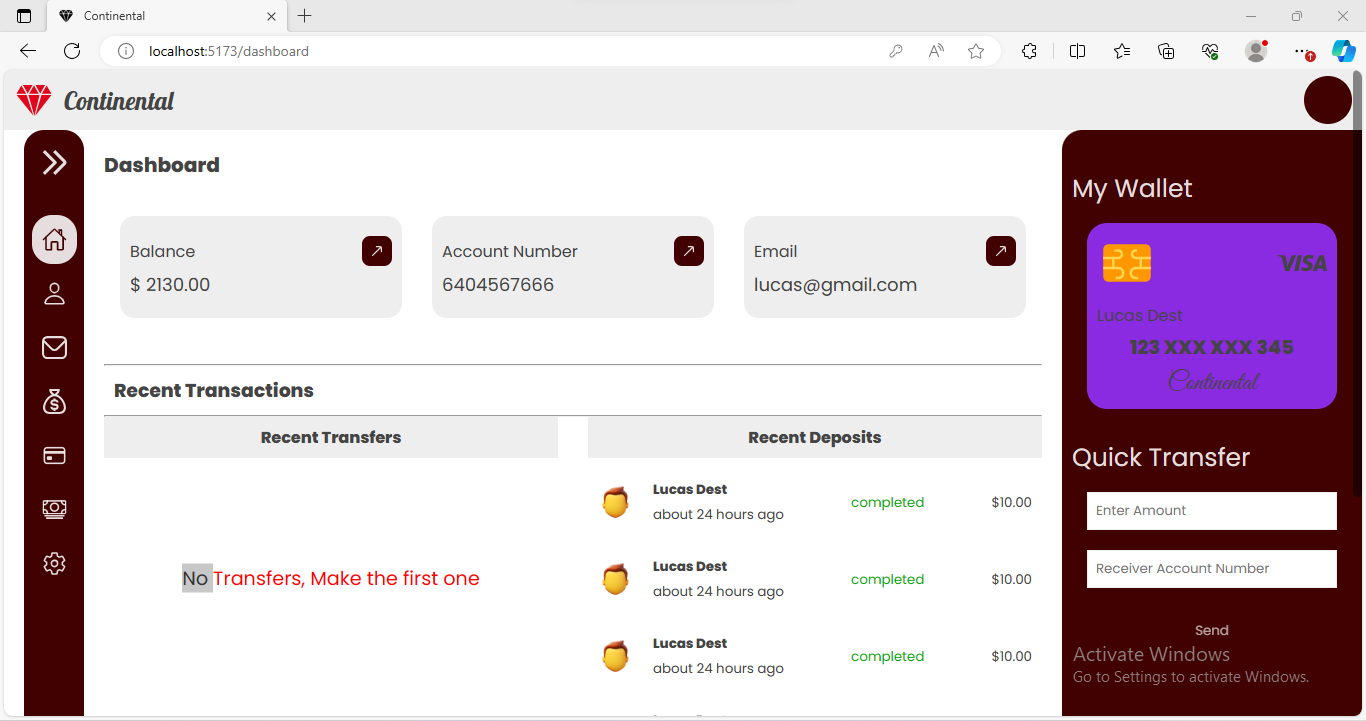 Continental
localhost:5173/dashboard
Continental
Dashboard
Balance
$ 2130.00
Account Number
6404567666
Email
lucas@gmail.com
Recent Transactions
Recent Transfers
No Transfers, Make the first one
Recent Deposits
Lucas Dest
about 24 hours ago
completed
$10.00
Lucas Dest
about 24 hours ago
completed
$10.00
Lucas Dest
about 24 hours ago
completed
$10.00
My Wallet
VISA
Lucas Dest
123 XXX XXX 345
Continental
Quick Transfer
Enter Amount
Receiver Account Number
Send
Activate Windows
Go to Settings to activate Windows.